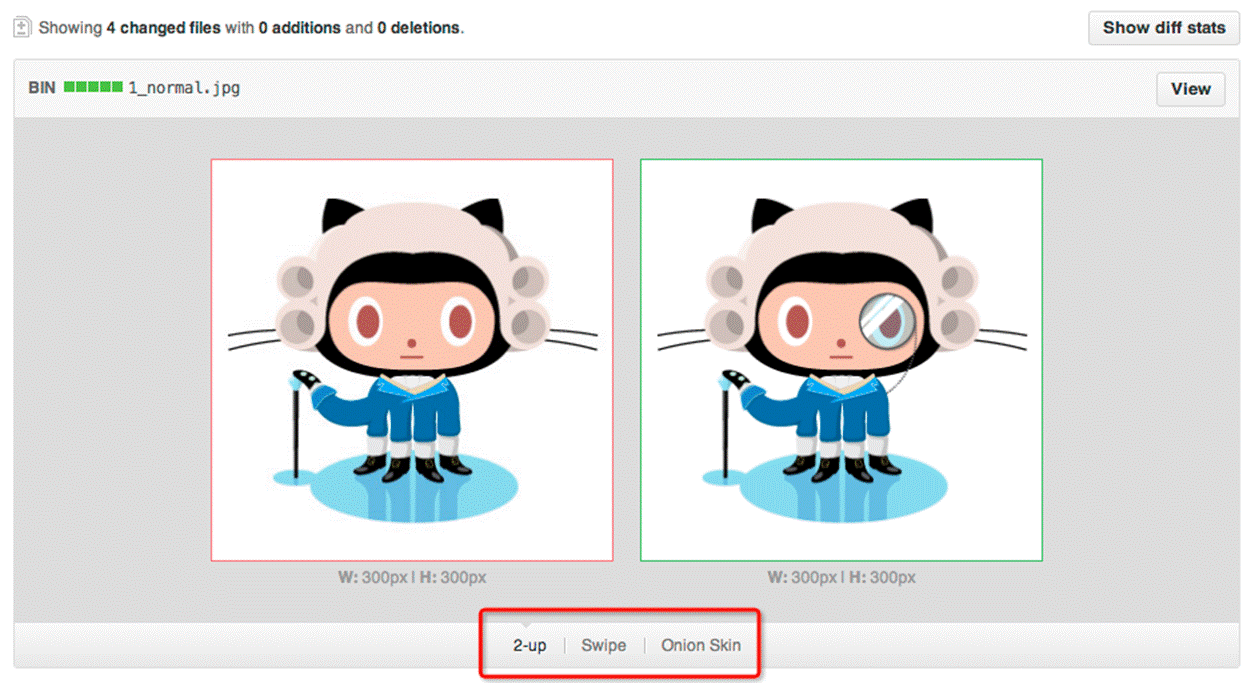 Showing 4 changed files with 0 additions and 0 deletions.
Show diff stats
BIN 1_normal.jpg
View
W: 300px | H: 300px
W: 300px | H: 300px
2-up | Swipe | Onion Skin